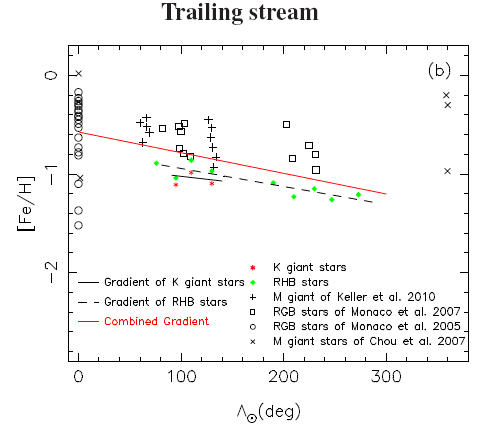 Trailing stream
(b)
0
−1
−2
[Fe/H]
K giant stars
RHB stars
M giant of Keller et al. 2010
RGB stars of Monaco et al. 2007
RGB stars of Monaco et al. 2005
M giant stars of Chou et al. 2007
Gradient of K giant stars
Gradient of RHB stars
Combined Gradient
0 100 200 300
Λ⊙(deg)